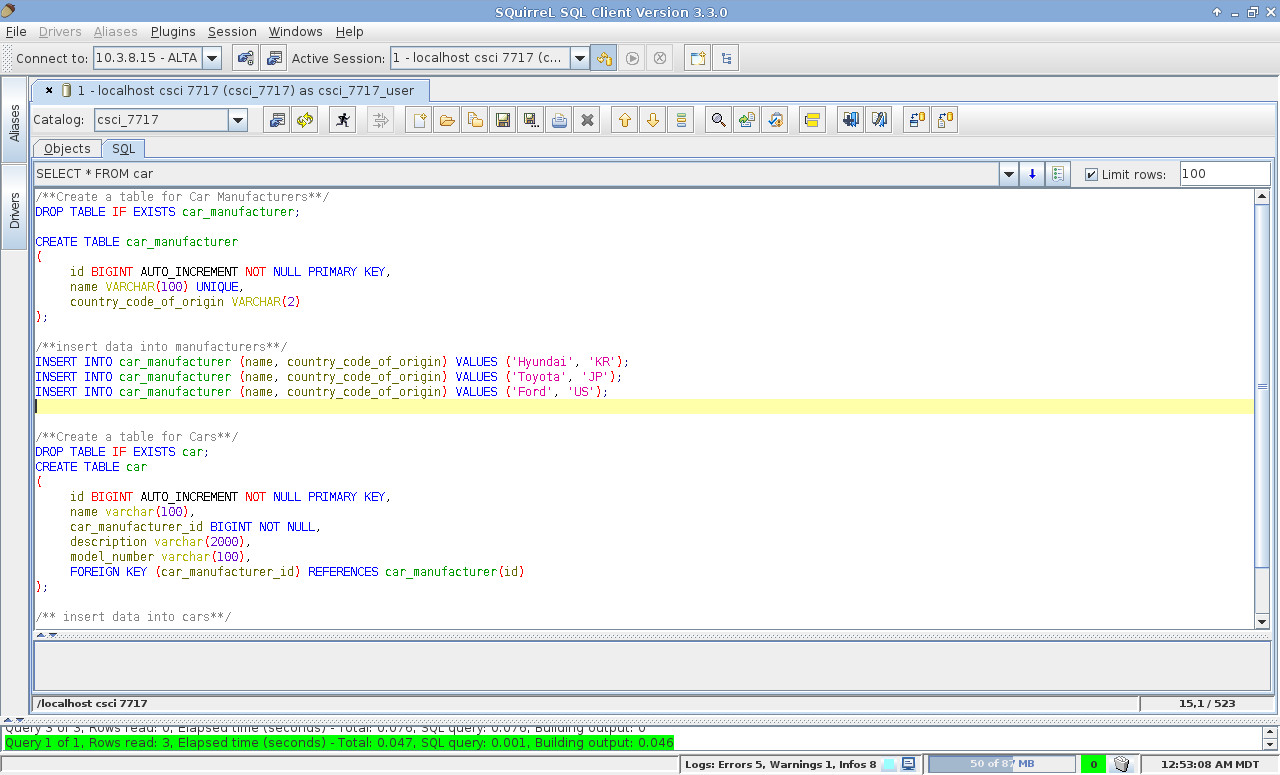 SQuirreL SQL Client Version 3.3.0
File Drivers Aliases Plugins Session Windows Help
Connect to: 10.3.8.15 - ALTA Active Session: 1 - localhost csci 7717 (c...
1 - localhost csci 7717 (csci_7717) as csci_7717_user
Aliases
Drivers
Catalog: csci_7717
Objects SQL
SELECT * FROM car Limit rows: 100
/**Create a table for Car Manufacturers**/
DROP TABLE IF EXISTS car_manufacturer;
CREATE TABLE car_manufacturer
(
id BIGINT AUTO_INCREMENT NOT NULL PRIMARY KEY,
name VARCHAR(100) UNIQUE,
country_code_of_origin VARCHAR(2)
);
/**insert data into manufacturers**/
INSERT INTO car_manufacturer (name, country_code_of_origin) VALUES ('Hyundai', 'KR');
INSERT INTO car_manufacturer (name, country_code_of_origin) VALUES ('Toyota', 'JP');
INSERT INTO car_manufacturer (name, country_code_of_origin) VALUES ('Ford', 'US');
/**Create a table for Cars**/
DROP TABLE IF EXISTS car;
CREATE TABLE car
(
id BIGINT AUTO_INCREMENT NOT NULL PRIMARY KEY,
name varchar(100),
car_manufacturer_id BIGINT NOT NULL,
description varchar(2000),
model_number varchar(100),
FOREIGN KEY (car_manufacturer_id) REFERENCES car_manufacturer(id)
);
/** insert data into cars**/
/localhost csci 7717 15,1 / 523
Query 3 of 3, Rows read: 0, Elapsed time (seconds) - Total: 0.076, SQL query: 0.076, Building output: 0
Query 1 of 1, Rows read: 3, Elapsed time (seconds) - Total: 0.047, SQL query: 0.001, Building output: 0.046
Logs: Errors 5, Warnings 1, Infos 8 50 of 87 MB 0 12:53:08 AM MDT